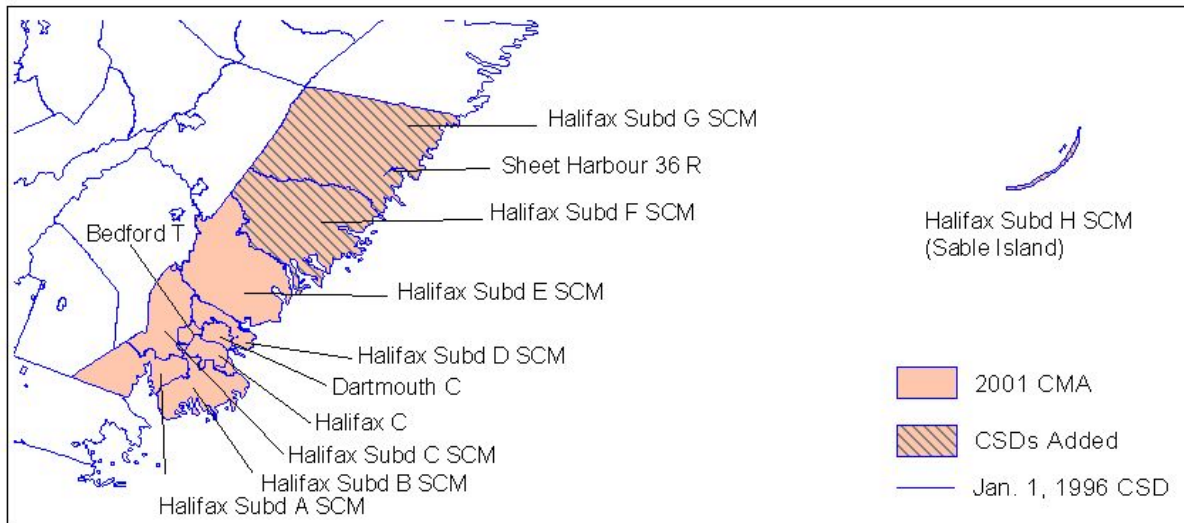 Halifax Subd G SCM
Sheet Harbour 36 R
Halifax Subd F SCM
Bedford T
Halifax Subd H SCM
(Sable Island)
Halifax Subd E SCM
Halifax Subd D SCM
Dartmouth C
Halifax C
Halifax Subd C SCM
Halifax Subd B SCM
Halifax Subd A SCM
2001 CMA
CSDs Added
Jan. 1, 1996 CSD